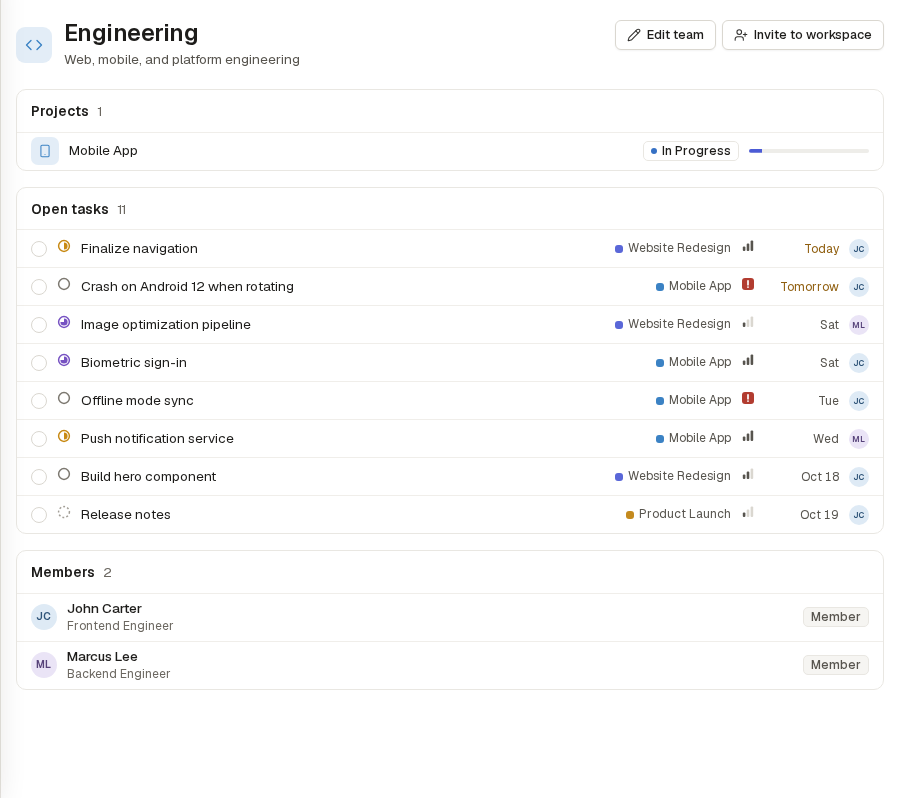 Engineering
Web, mobile, and platform engineering
Edit team
Invite to workspace
Projects 1
Mobile App In Progress
Open tasks 11
Finalize navigation Website Redesign Today JC
Crash on Android 12 when rotating Mobile App Tomorrow JC
Image optimization pipeline Website Redesign Sat ML
Biometric sign-in Mobile App Sat JC
Offline mode sync Mobile App Tue JC
Push notification service Mobile App Wed ML
Build hero component Website Redesign Oct 18 JC
Release notes Product Launch Oct 19 JC
Members 2
JC John Carter Member
Frontend Engineer
ML Marcus Lee Member
Backend Engineer